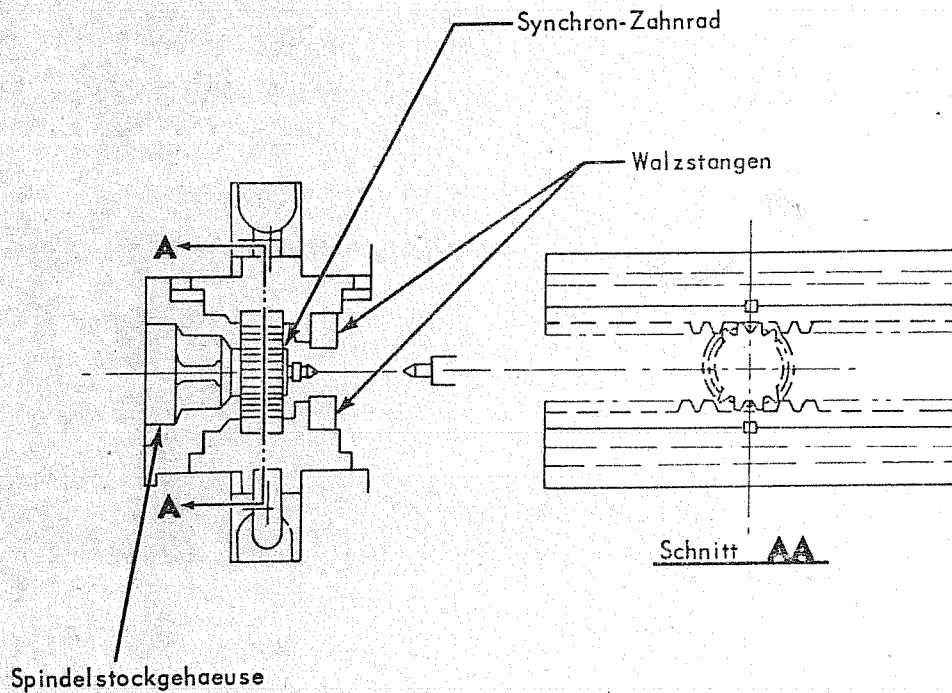 Synchron-Zahnrad
Walzstangen
A
A
Schnitt AA
Spindelstockgehaeuse